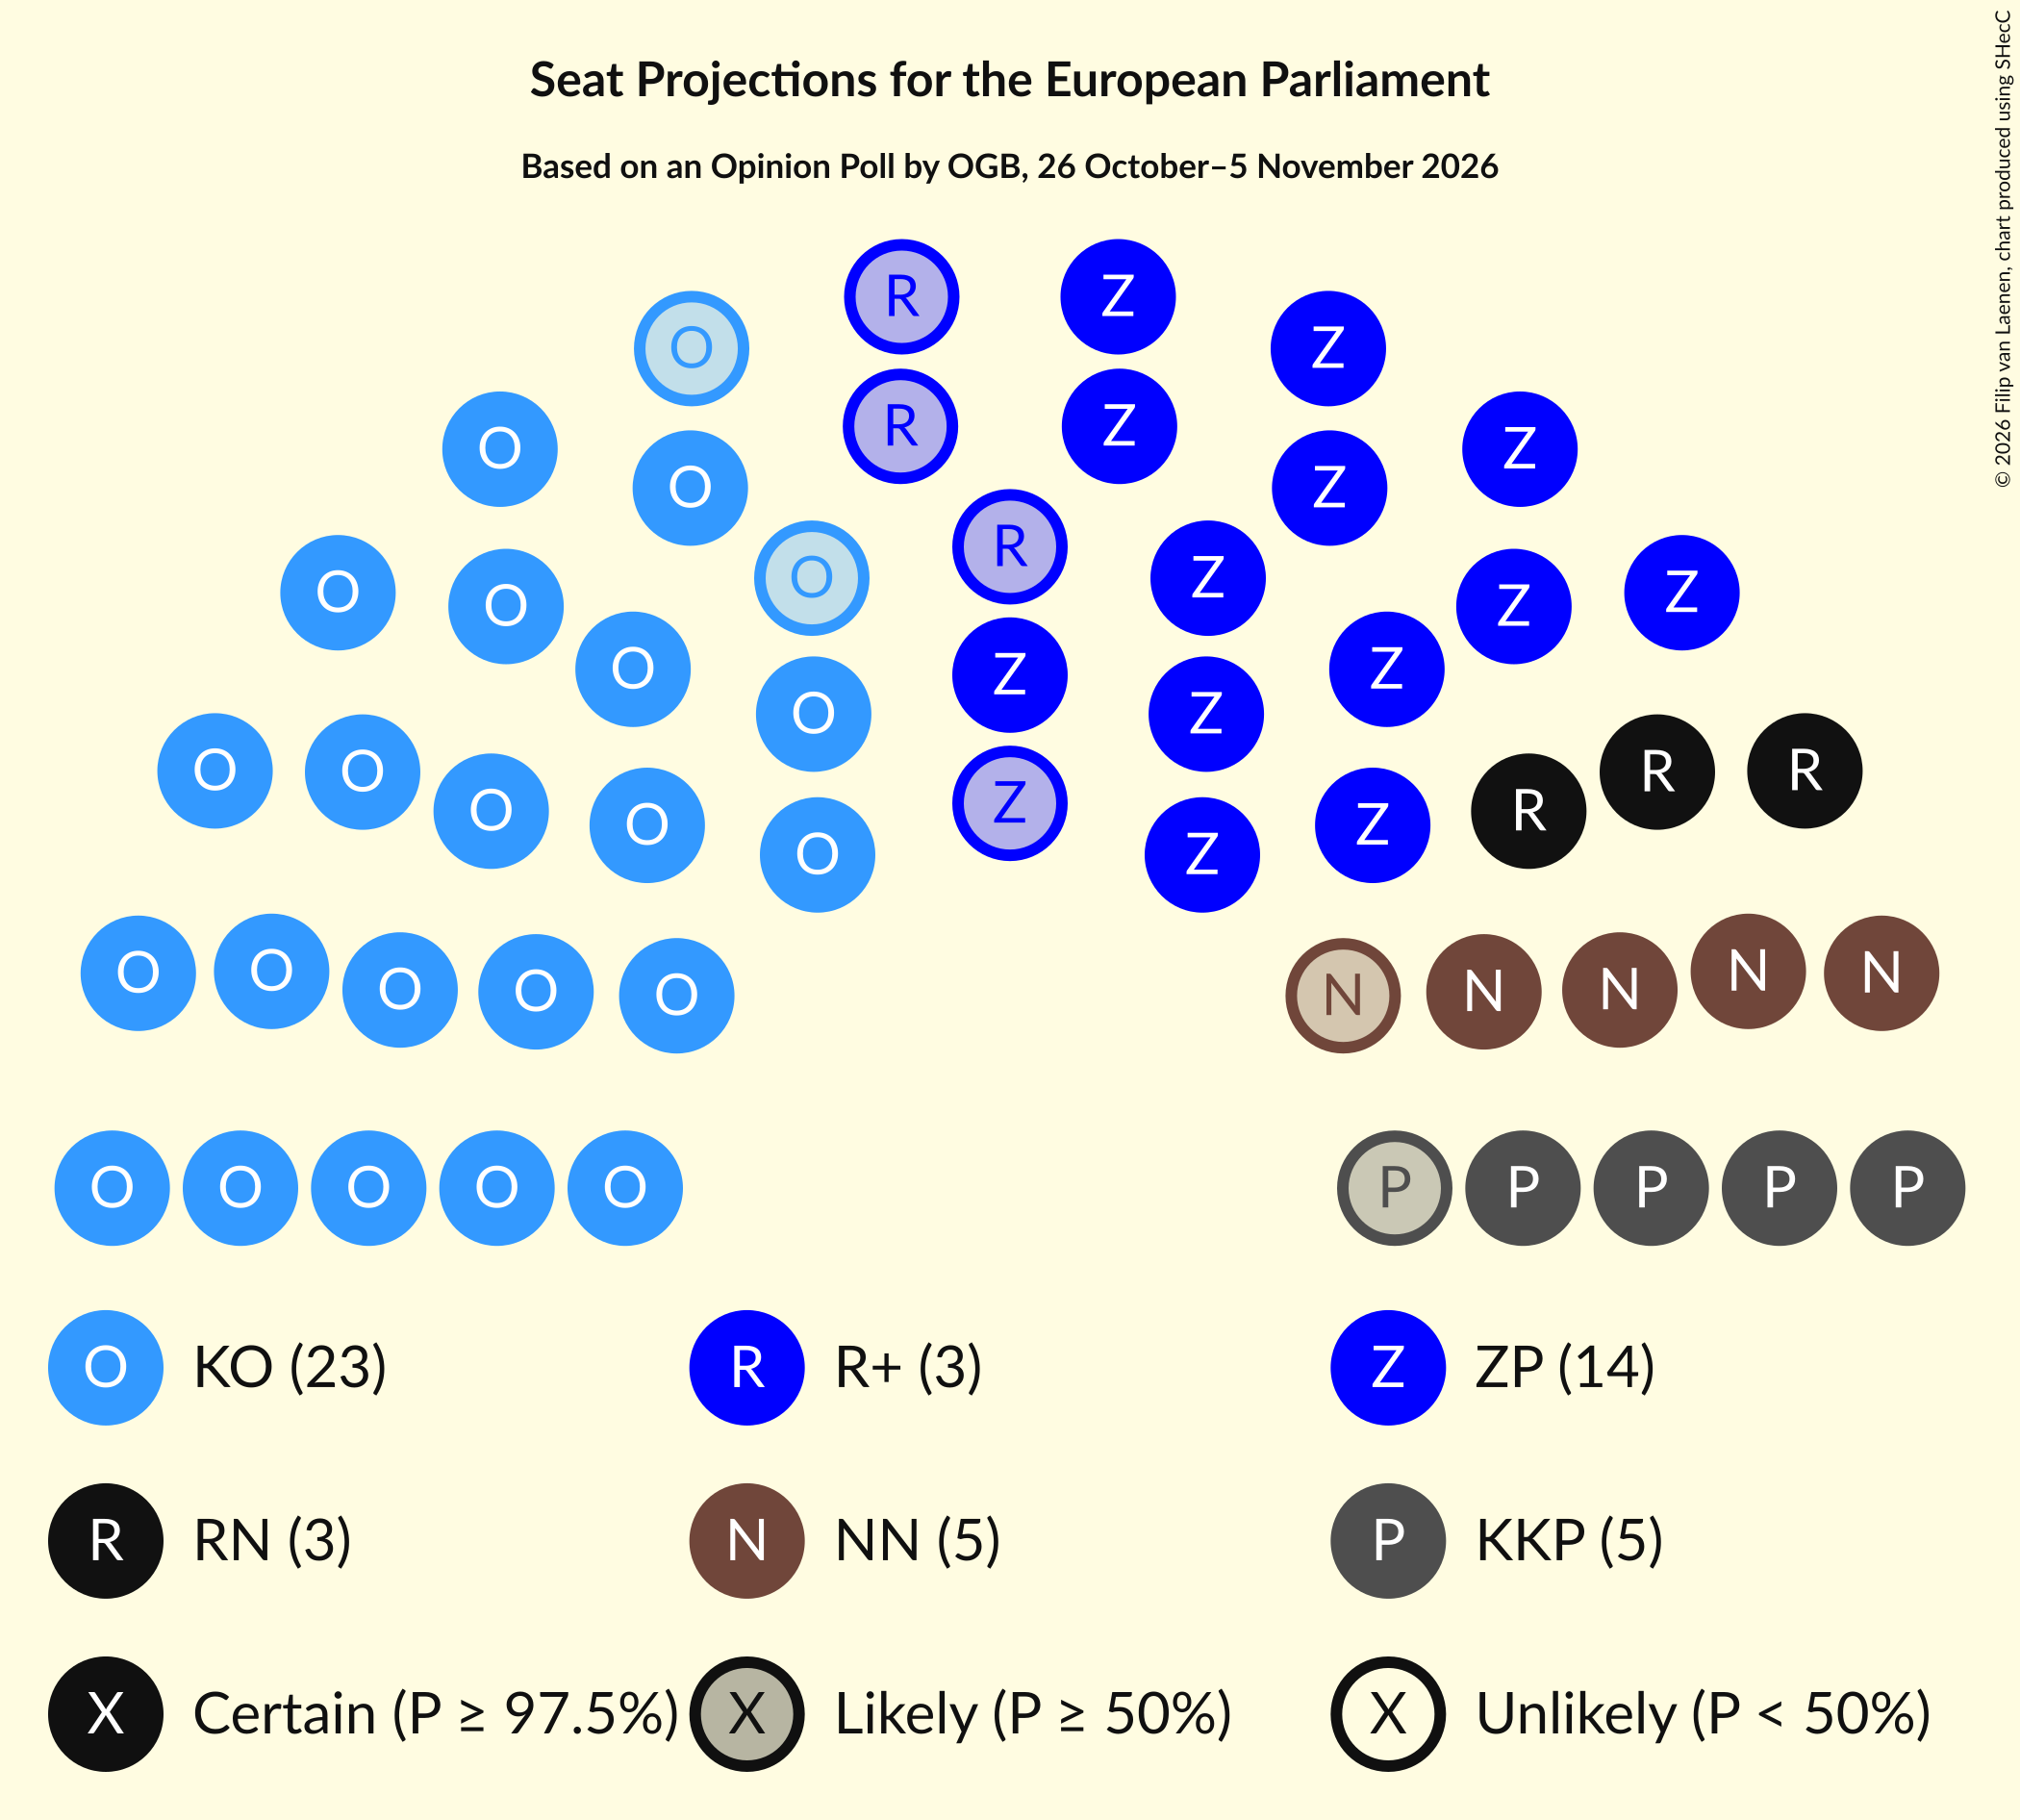 Seat Projections for the European Parliament
Based on an Opinion Poll by OGB, 26 October–5 November 2026
© 2026 Filip van Laenen, chart produced using SHecC
R Z
O Z
R Z
O Z
O Z
R
O Z
O Z
O O Z Z
O Z
Z
O Z
O O R R
Z
O R
O Z
O Z
O O N N
O N
O N
O N
O O O O O P P P P P
O KO (23) R R+ (3) Z ZP (14)
R RN (3) N NN (5) P KKP (5)
X Certain (P ≥ 97.5%) X Likely (P ≥ 50%) X Unlikely (P < 50%)